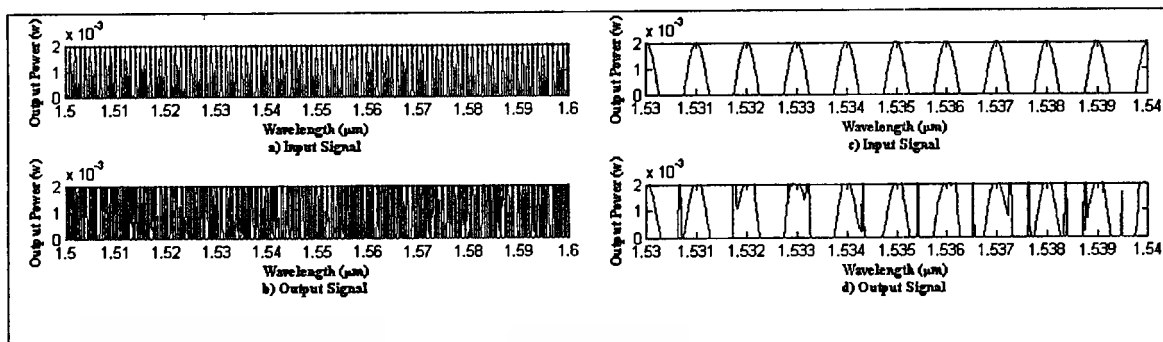 x 10⁻³
Output Power (w)
2
1
0
1.5 1.51 1.52 1.53 1.54 1.55 1.56 1.57 1.58 1.59 1.6
Wavelength (μm)
a) Input Signal
x 10⁻³
Output Power (w)
2
1
0
1.5 1.51 1.52 1.53 1.54 1.55 1.56 1.57 1.58 1.59 1.6
Wavelength (μm)
b) Output Signal
x 10⁻³
Output Power (w)
2
1
0
1.53 1.531 1.532 1.533 1.534 1.535 1.536 1.537 1.538 1.539 1.54
Wavelength (μm)
c) Input Signal
x 10⁻³
Output Power (w)
2
1
0
1.53 1.531 1.532 1.533 1.534 1.535 1.536 1.537 1.538 1.539 1.54
Wavelength (μm)
d) Output Signal